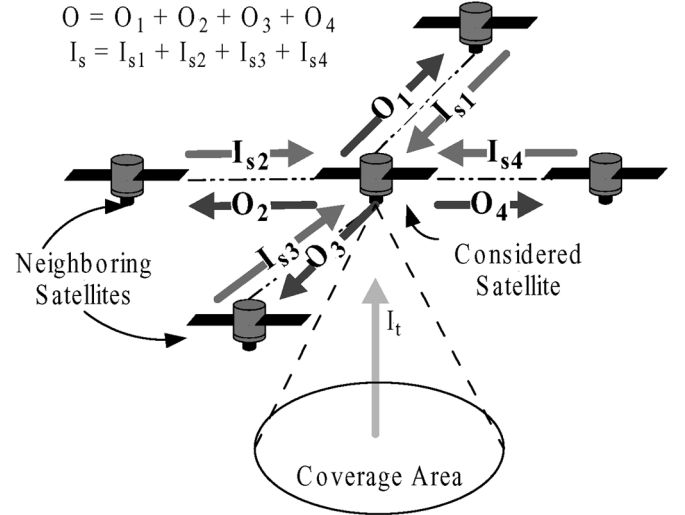 O = O₁ + O₂ + O₃ + O₄
Iₛ = Iₛ₁ + Iₛ₂ + Iₛ₃ + Iₛ₄
O₁
Iₛ₁
Iₛ₂
Iₛ₄
O₂
O₄
Iₛ₃
O₃
Neighboring
Satellites
Considered
Satellite
Iₜ
Coverage Area